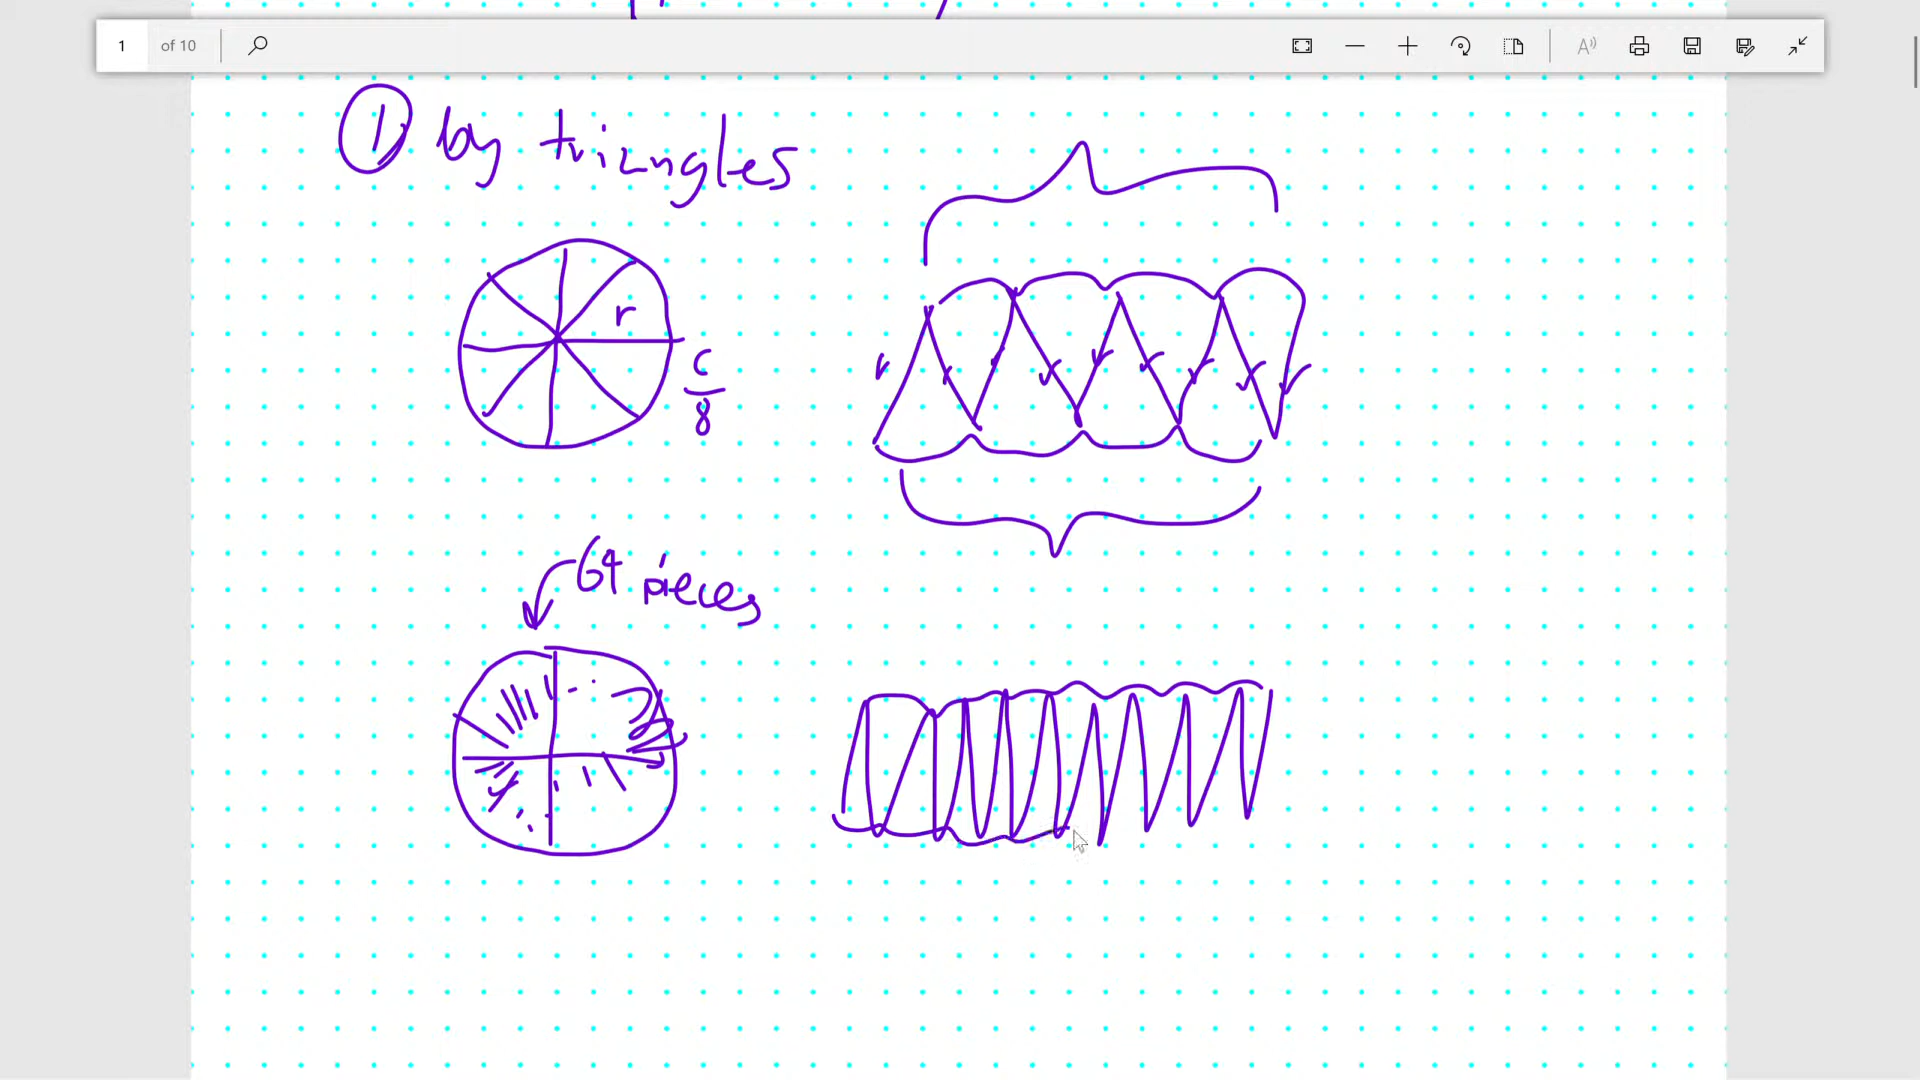 1 of 10
① by triangles
r
C/8
r r r r r r r r r
64 pieces